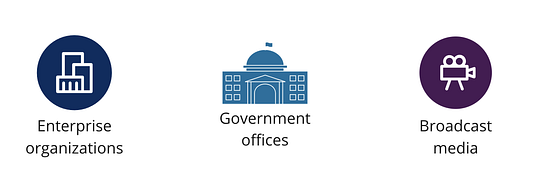 Enterprise
organizations
Government
offices
Broadcast
media